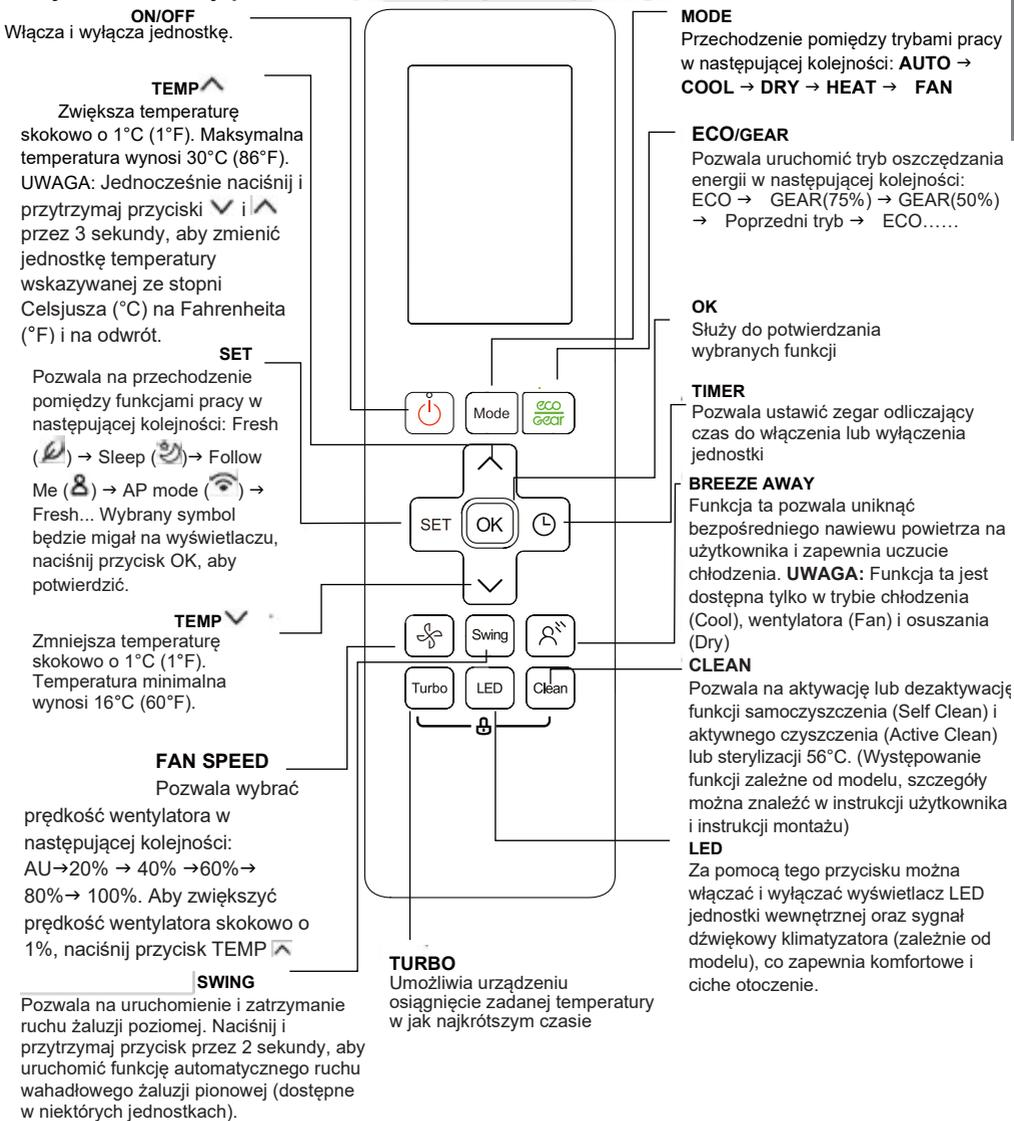 ON/OFF
Włącza i wyłącza jednostkę.
TEMP
Zwiększa temperaturę
skokowo o 1°C (1°F). Maksymalna
temperatura wynosi 30°C (86°F).
UWAGA: Jednocześnie naciśnij i
przytrzymaj przyciski i
przez 3 sekundy, aby zmienić
jednostkę temperatury
wskazywanej ze stopni
Celsjusza (°C) na Fahrenheita
(°F) i na odwrót.
SET
Pozwala na przechodzenie
pomiędzy funkcjami pracy w
następującej kolejności: Fresh
( ) → Sleep ( )→ Follow
Me ( ) → AP mode ( ) →
Fresh... Wybrany symbol
będzie migał na wyświetlaczu,
naciśnij przycisk OK, aby
potwierdzić.
TEMP
Zmniejsza temperaturę
skokowo o 1°C (1°F).
Temperatura minimalna
wynosi 16°C (60°F).
FAN SPEED
Pozwala wybrać
prędkość wentylatora w
następującej kolejności:
AU→20% → 40% →60%→
80%→ 100%. Aby zwiększyć
prędkość wentylatora skokowo o
1%, naciśnij przycisk TEMP
SWING
Pozwala na uruchomienie i zatrzymanie
ruchu żaluzji poziomej. Naciśnij i
przytrzymaj przycisk przez 2 sekundy, aby
uruchomić funkcję automatycznego ruchu
wahadłowego żaluzji pionowej (dostępne
w niektórych jednostkach).
Mode
eco
Gear
SET
OK
Swing
Turbo
LED
Clean
TURBO
Umożliwia urządzeniu
osiągnięcie zadanej temperatury
w jak najkrótszym czasie
MODE
Przechodzenie pomiędzy trybami pracy
w następującej kolejności: AUTO →
COOL → DRY → HEAT → FAN
ECO/GEAR
Pozwala uruchomić tryb oszczędzania
energii w następującej kolejności:
ECO → GEAR(75%) → GEAR(50%)
→ Poprzedni tryb → ECO……
OK
Służy do potwierdzania
wybranych funkcji
TIMER
Pozwala ustawić zegar odliczający
czas do włączenia lub wyłączenia
jednostki
BREEZE AWAY
Funkcja ta pozwala uniknąć
bezpośredniego nawiewu powietrza na
użytkownika i zapewnia uczucie
chłodzenia. UWAGA: Funkcja ta jest
dostępna tylko w trybie chłodzenia
(Cool), wentylatora (Fan) i osuszania
(Dry)
CLEAN
Pozwala na aktywację lub dezaktywację
funkcji samoczyszczenia (Self Clean) i
aktywnego czyszczenia (Active Clean)
lub sterylizacji 56°C. (Występowanie
funkcji zależne od modelu, szczegóły
można znaleźć w instrukcji użytkownika
i instrukcji montażu)
LED
Za pomocą tego przycisku można
włączać i wyłączać wyświetlacz LED
jednostki wewnętrznej oraz sygnał
dźwiękowy klimatyzatora (zależnie od
modelu), co zapewnia komfortowe i
ciche otoczenie.